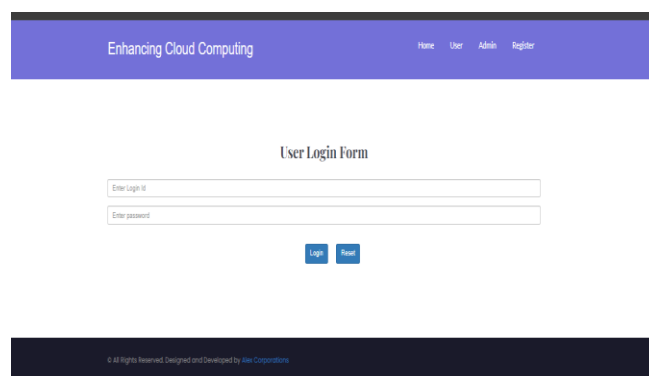 Enhancing Cloud Computing
Home User Admin Register
User Login Form
Enter Login Id
Enter password
Login Reset
© All Rights Reserved. Designed and Developed by Alex Corporations